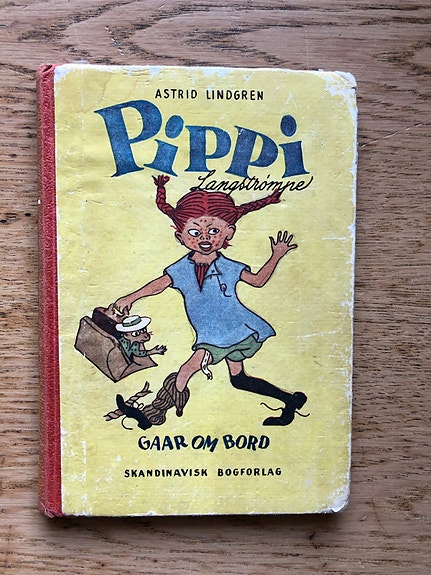 ASTRID LINDGREN
Pippi
Langstrømpe
GAAR OM BORD
SKANDINAVISK BOGFORLAG